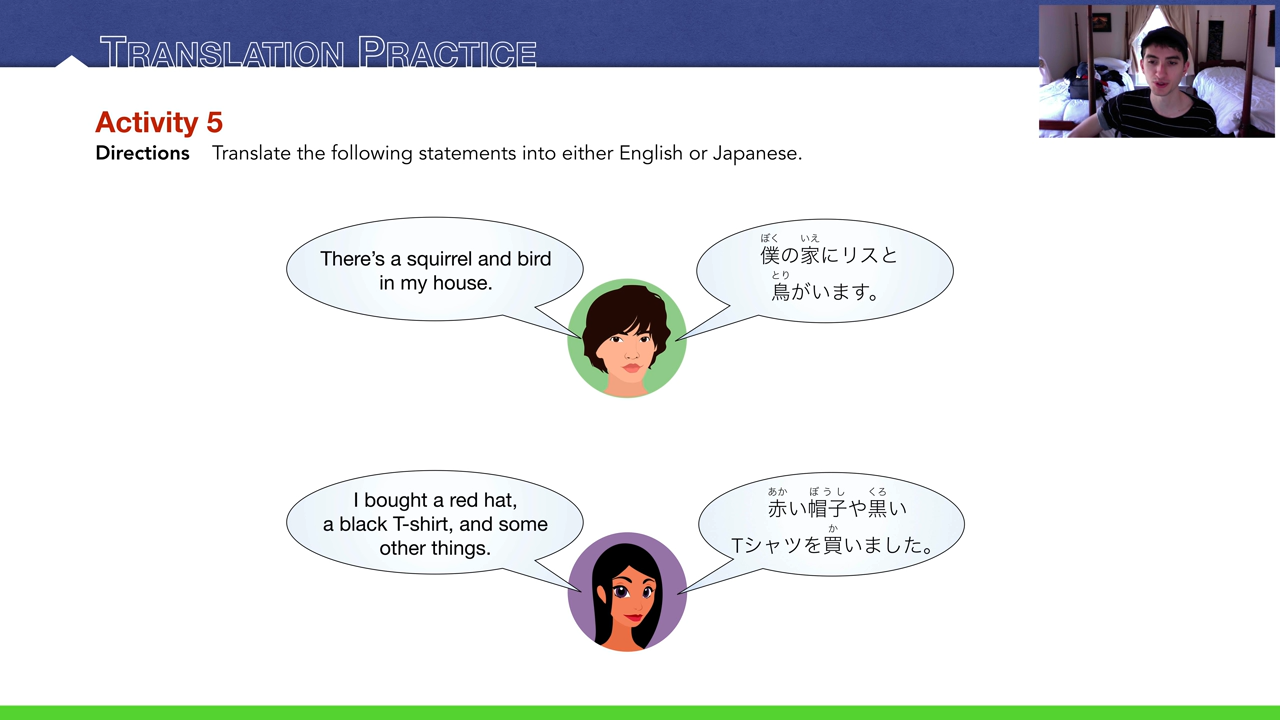 TRANSLATION PRACTICE
Activity 5
Directions Translate the following statements into either English or Japanese.
There's a squirrel and bird
in my house.
ぼく いえ
僕の家にリスと
とり
鳥がいます。
I bought a red hat,
a black T-shirt, and some
other things.
あか ぼうし くろ
赤い帽子や黒い
か
Tシャツを買いました。